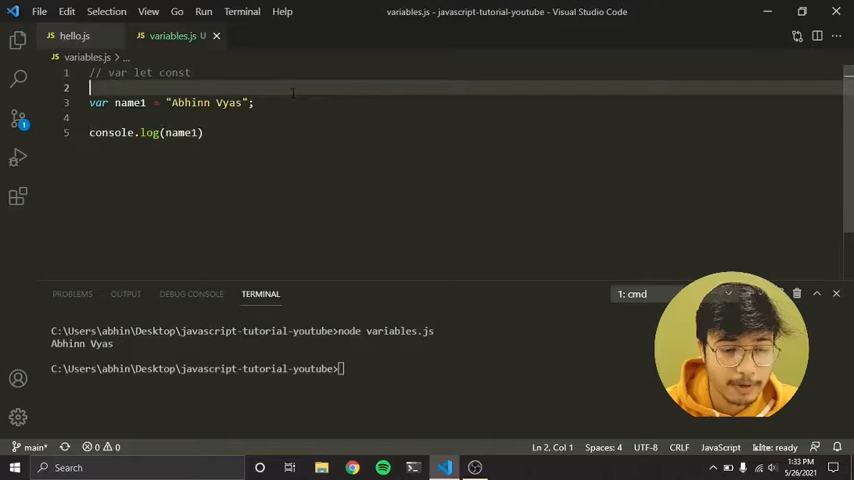 File Edit Selection View Go Run Terminal Help variables.js - javascript-tutorial-youtube - Visual Studio Code
JS hello.js JS variables.js U
JS variables.js > ...
1 // var let const
2
3 var name1 = "Abhinn Vyas";
4
5 console.log(name1)
1
PROBLEMS OUTPUT DEBUG CONSOLE TERMINAL 1: cmd
C:\Users\abhin\Desktop\javascript-tutorial-youtube>node variables.js
Abhinn Vyas
C:\Users\abhin\Desktop\javascript-tutorial-youtube>
main* 0 0 Ln 2, Col 1 Spaces: 4 UTF-8 CRLF JavaScript kite: ready
Search 1:33 PM
5/26/2021